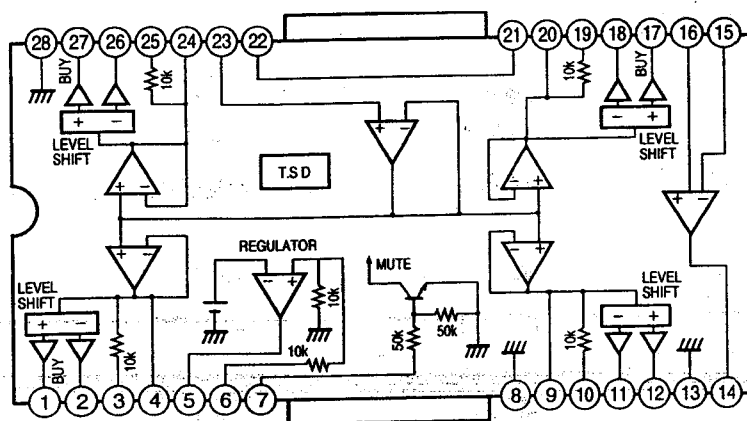 28 27 26 25 24 23 22 21 20 19 18 17 16 15
BUY
10k
10k
+ -
- +
LEVEL
SHIFT
LEVEL
SHIFT
+ -
+ -
- +
+ -
T.S.D
- +
- +
- +
REGULATOR
- +
MUTE
LEVEL
SHIFT
LEVEL
SHIFT
+ -
- +
10k
50k
BUY
10k
10k
50k
10k
1 2 3 4 5 6 7 8 9 10 11 12 13 14